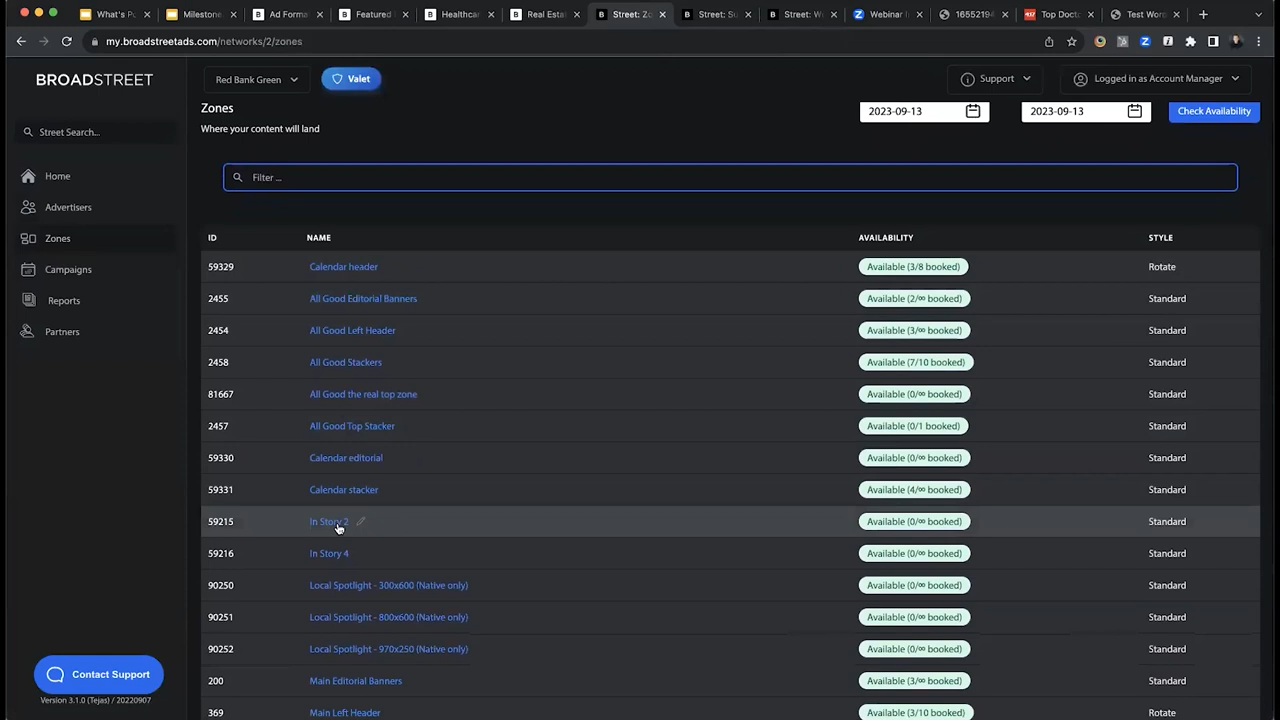 What's Po
Milestone
Ad Forma
Featured
Healthcar
Real Estat
Street: Zo
Street: Su
Street: W
Webinar
1655219
Top Doct
Test Wor
my.broadstreetads.com/networks/2/zones
BROADSTREET
Red Bank Green
Valet
Support
Logged in as Account Manager
Street Search...
Home
Advertisers
Zones
Campaigns
Reports
Partners
Zones
Where your content will land
2023-09-13
2023-09-13
Check Availability
Filter ...
ID NAME AVAILABILITY STYLE
59329 Calendar header Available (3/8 booked) Rotate
2455 All Good Editorial Banners Available (2/∞ booked) Standard
2454 All Good Left Header Available (3/∞ booked) Standard
2458 All Good Stackers Available (7/10 booked) Standard
81667 All Good the real top zone Available (0/∞ booked) Standard
2457 All Good Top Stacker Available (0/1 booked) Standard
59330 Calendar editorial Available (0/∞ booked) Standard
59331 Calendar stacker Available (4/∞ booked) Standard
59215 In Story 2 Available (0/∞ booked) Standard
59216 In Story 4 Available (0/∞ booked) Standard
90250 Local Spotlight - 300x600 (Native only) Available (0/∞ booked) Standard
90251 Local Spotlight - 800x600 (Native only) Available (0/∞ booked) Standard
90252 Local Spotlight - 970x250 (Native only) Available (0/∞ booked) Standard
200 Main Editorial Banners Available (3/∞ booked) Standard
369 Main Left Header Available (3/10 booked) Rotate
Contact Support
Version 3.1.0 (Tejas) / 20220907